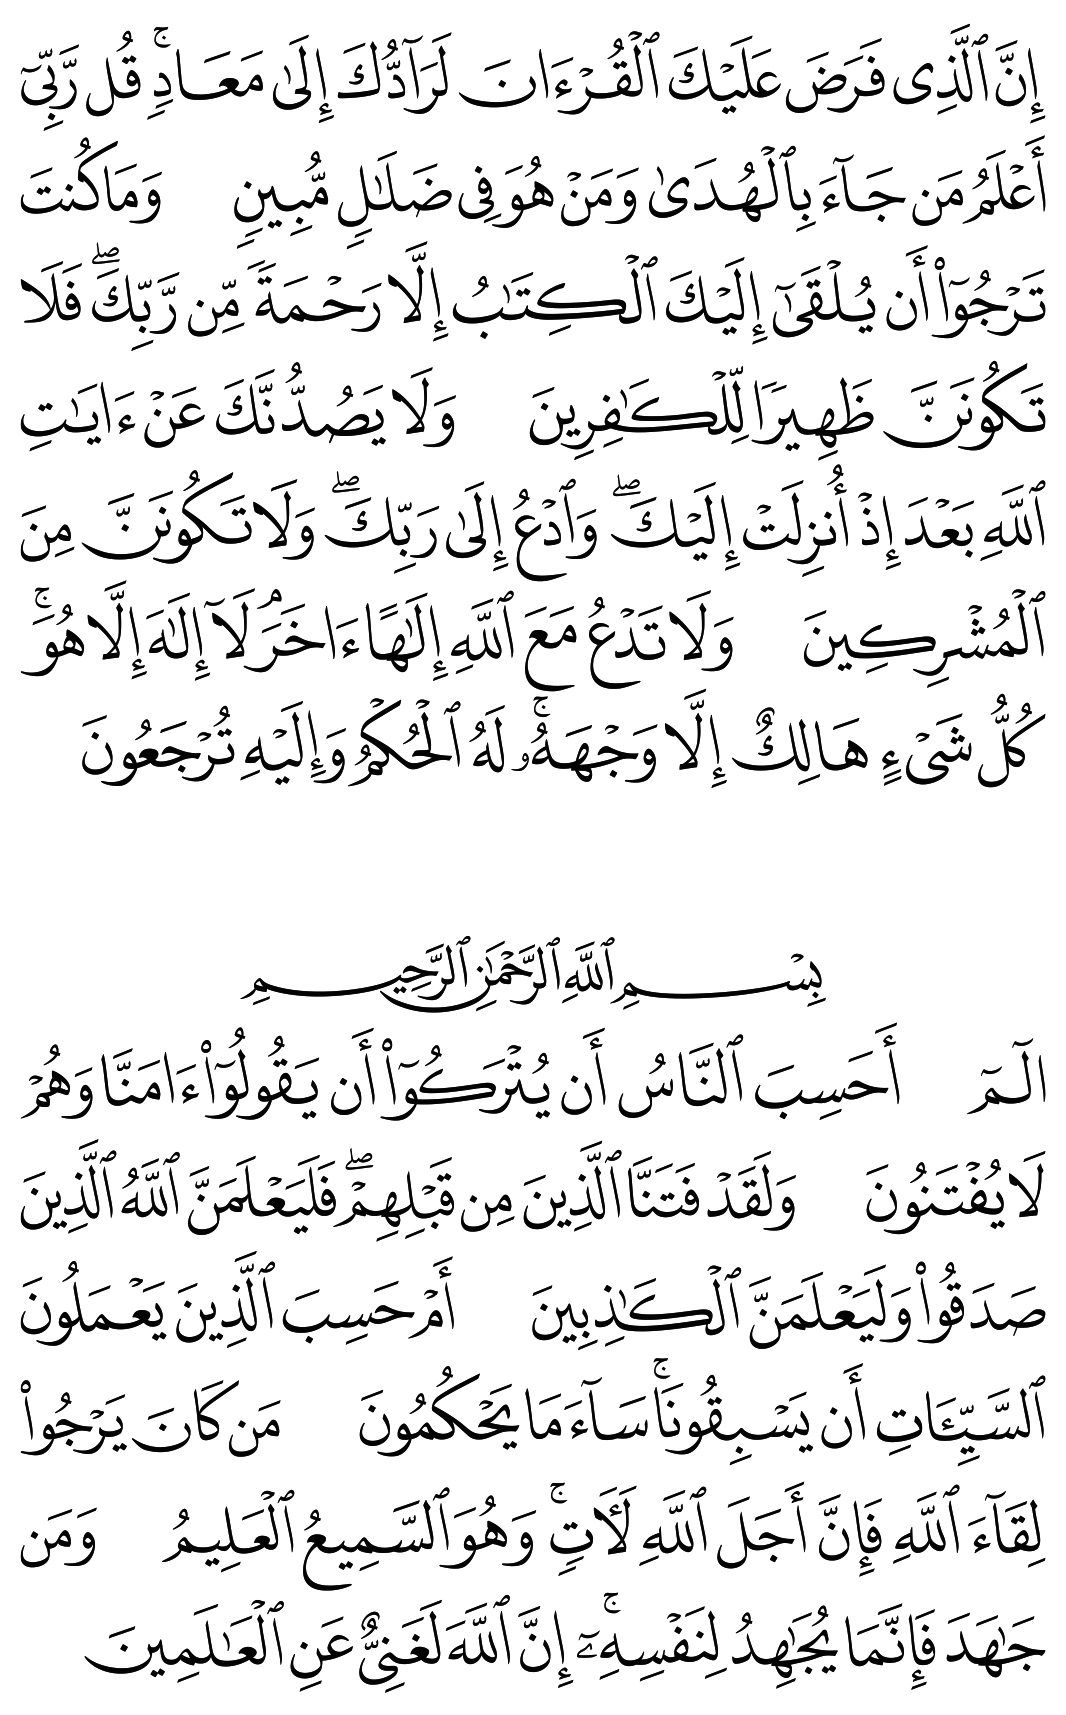 إِنَّ ٱلَّذِى فَرَضَ عَلَيْكَ ٱلْقُرْءَانَ لَرَآدُّكَ إِلَىٰ مَعَادٍۢ ۚ قُل رَّبِّىٓ
أَعْلَمُ مَن جَآءَ بِٱلْهُدَىٰ وَمَنْ هُوَ فِى ضَلَـٰلٍۢ مُّبِينٍۢ وَمَا كُنتَ
تَرْجُوٓا۟ أَن يُلْقَىٰٓ إِلَيْكَ ٱلْكِتَـٰبُ إِلَّا رَحْمَةًۭ مِّن رَّبِّكَ ۖ فَلَا
تَكُونَنَّ ظَهِيرًۭا لِّلْكَـٰفِرِينَ وَلَا يَصُدُّنَّكَ عَنْ ءَايَـٰتِ
ٱللَّهِ بَعْدَ إِذْ أُنزِلَتْ إِلَيْكَ ۖ وَٱدْعُ إِلَىٰ رَبِّكَ ۖ وَلَا تَكُونَنَّ مِنَ
ٱلْمُشْرِكِينَ وَلَا تَدْعُ مَعَ ٱللَّهِ إِلَـٰهًا ءَاخَرَ ۘ لَآ إِلَـٰهَ إِلَّا هُوَ ۚ
كُلُّ شَىْءٍ هَالِكٌ إِلَّا وَجْهَهُۥ ۚ لَهُ ٱلْحُكْمُ وَإِلَيْهِ تُرْجَعُونَ
بِسْمِ ٱللَّهِ ٱلرَّحْمَـٰنِ ٱلرَّحِيمِ
الٓمٓ أَحَسِبَ ٱلنَّاسُ أَن يُتْرَكُوٓا۟ أَن يَقُولُوٓا۟ ءَامَنَّا وَهُمْ
لَا يُفْتَنُونَ وَلَقَدْ فَتَنَّا ٱلَّذِينَ مِن قَبْلِهِمْ ۖ فَلَيَعْلَمَنَّ ٱللَّهُ ٱلَّذِينَ
صَدَقُوا۟ وَلَيَعْلَمَنَّ ٱلْكَـٰذِبِينَ أَمْ حَسِبَ ٱلَّذِينَ يَعْمَلُونَ
ٱلسَّيِّـَٔاتِ أَن يَسْبِقُونَا ۚ سَآءَ مَا يَحْكُمُونَ مَن كَانَ يَرْجُوا۟
لِقَآءَ ٱللَّهِ فَإِنَّ أَجَلَ ٱللَّهِ لَـَٔاتٍۢ ۚ وَهُوَ ٱلسَّمِيعُ ٱلْعَلِيمُ وَمَن
جَـٰهَدَ فَإِنَّمَا يُجَـٰهِدُ لِنَفْسِهِۦٓ ۚ إِنَّ ٱللَّهَ لَغَنِىٌّ عَنِ ٱلْعَـٰلَمِينَ